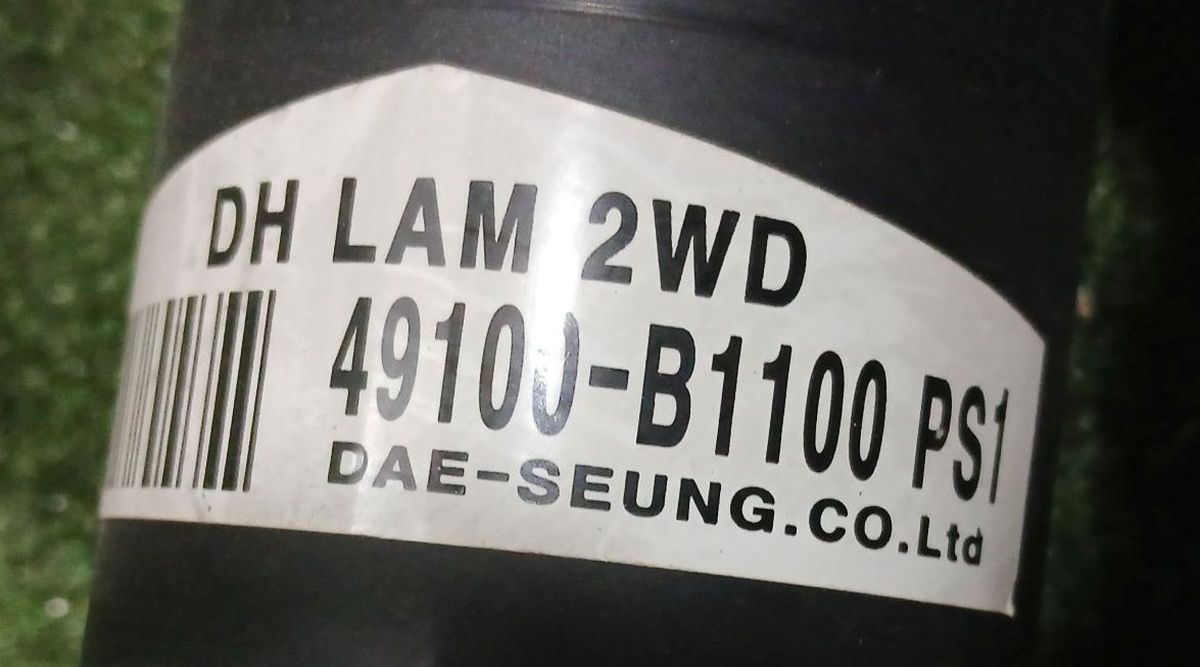 DH LAM 2WD
49100-B1100 PS1
DAE-SEUNG.CO.Ltd